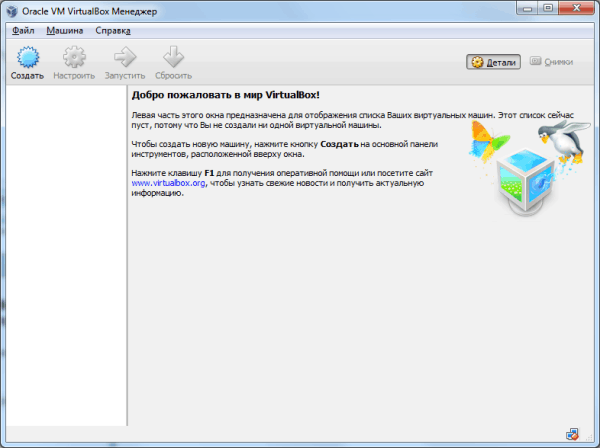 Oracle VM VirtualBox Менеджер
Файл Машина Справка
Создать Настроить Запустить Сбросить
Детали Снимки
Добро пожаловать в мир VirtualBox!
Левая часть этого окна предназначена для отображения списка Ваших виртуальных машин. Этот список сейчас
пуст, потому что Вы не создали ни одной виртуальной машины.
Чтобы создать новую машину, нажмите кнопку Создать на основной панели
инструментов, расположенной вверху окна.
Нажмите клавишу F1 для получения оперативной помощи или посетите сайт
www.virtualbox.org, чтобы узнать свежие новости и получить актуальную
информацию.